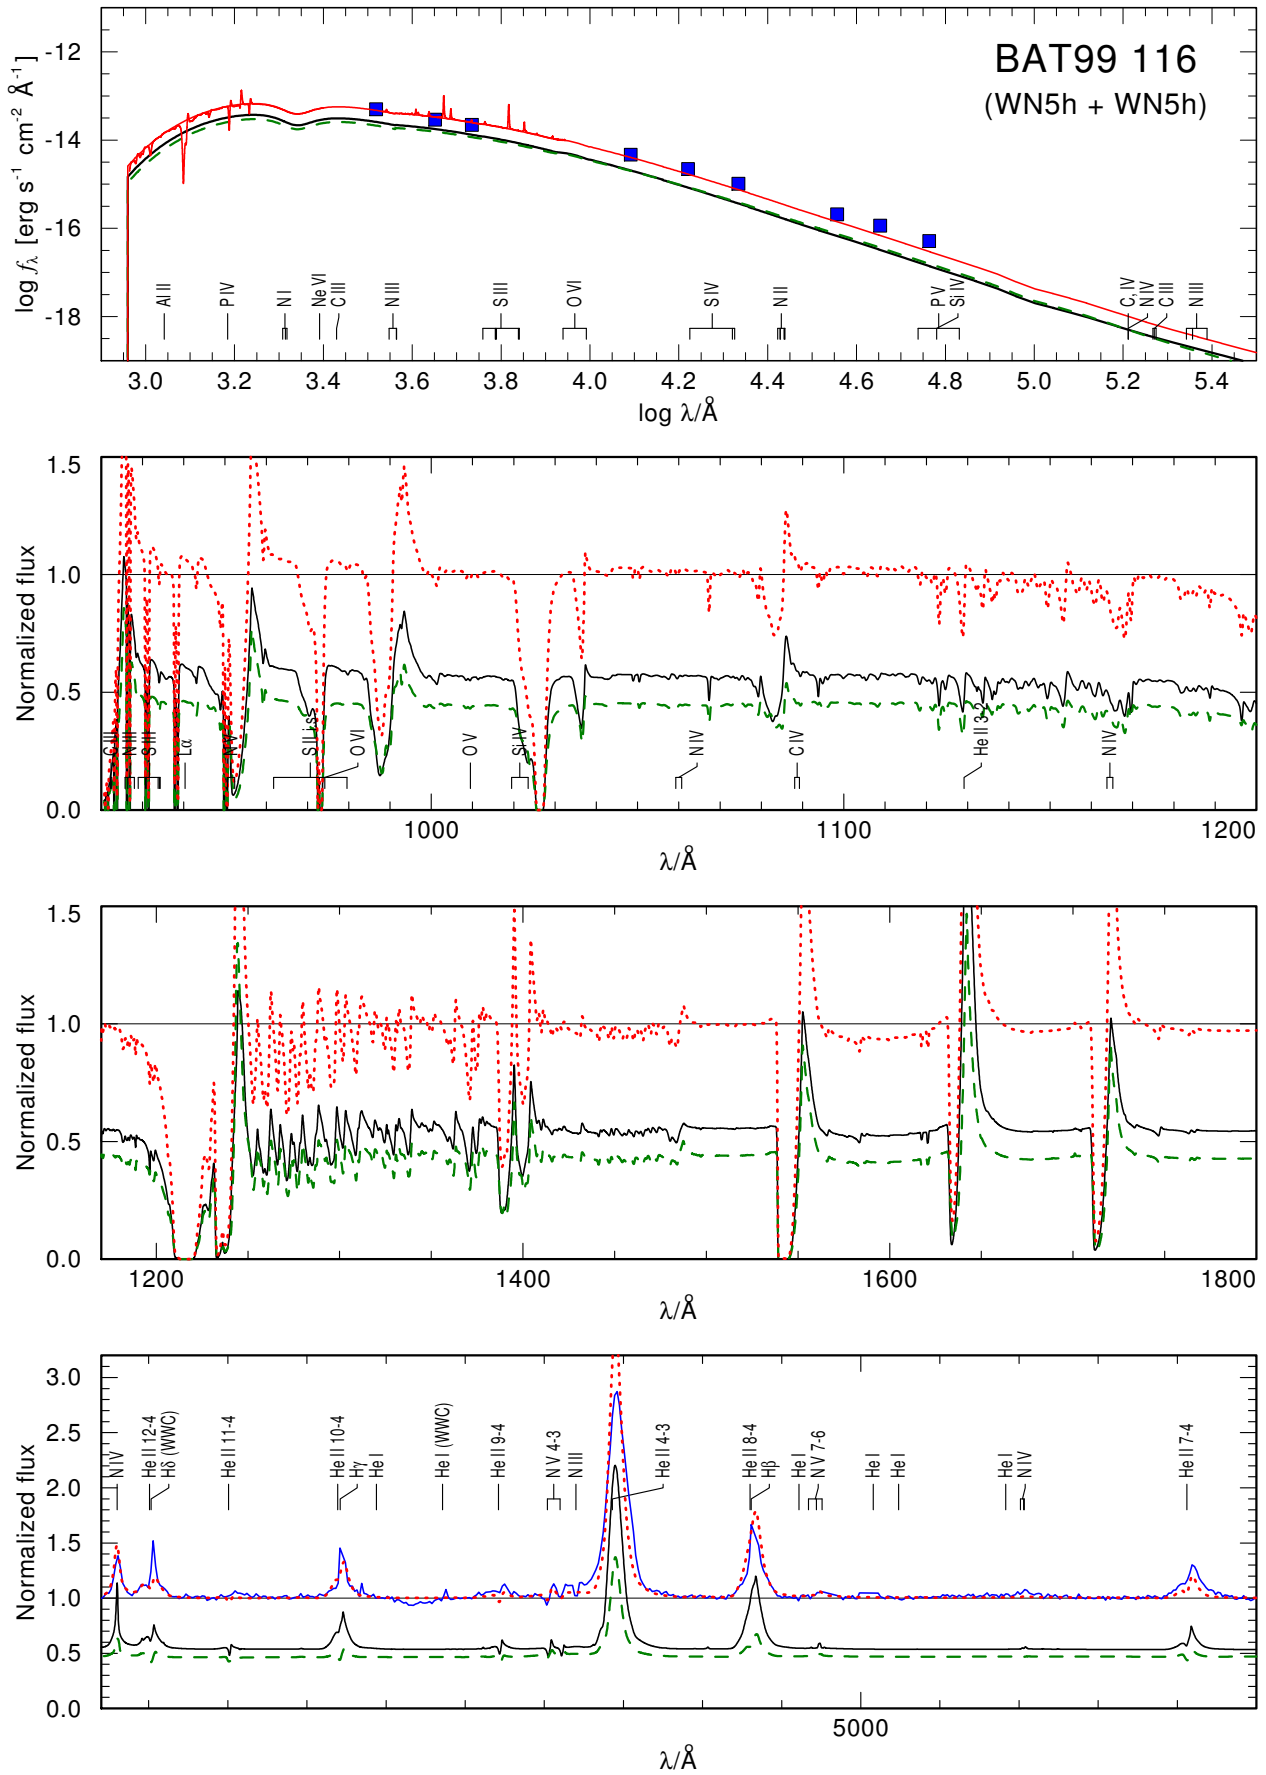 BAT99 116
(WN5h + WN5h)
log fλ [erg s⁻¹ cm⁻² Å⁻¹]
-12
-14
-16
-18
Al II
P IV
N I
Ne VI
C III
N III
S III
O VI
S IV
N II
P V
Si IV
C, IV
N IV
C III
N III
3.0 3.2 3.4 3.6 3.8 4.0 4.2 4.4 4.6 4.8 5.0 5.2 5.4
log λ/Å
Normalized flux
1.5
1.0
0.5
0.0
C III
N III
S III
Lα
N V
S II i.s.
O VI
O V
Si IV
N IV
C IV
He II 3-2
N IV
1000 1100 1200
λ/Å
Normalized flux
1.5
1.0
0.5
0.0
1200 1400 1600 1800
λ/Å
Normalized flux
3.0
2.5
2.0
1.5
1.0
0.5
0.0
N IV
He II 12-4
Hδ (WWC)
He II 11-4
He II 10-4
Hγ
He I
He I (WWC)
He II 9-4
N V 4-3
N III
He II 4-3
He II 8-4
Hβ
He I
N V 7-6
He I
He I
He I
N IV
He II 7-4
5000
λ/Å